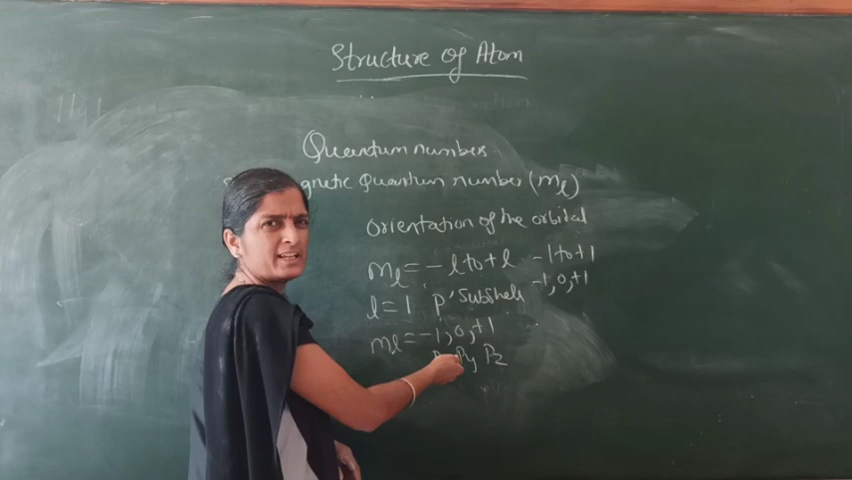 Structure of Atom
Quantum number
gnetic Quantum number (ml)
Orientation of the orbital
ml = -l to + l -1 to +1
l = 1 p' subshell -1, 0, +1
ml = -1, 0, +1
Py Pz